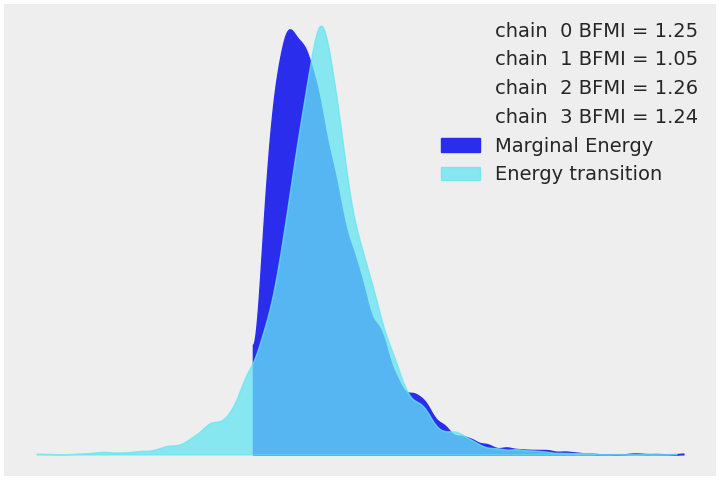 chain  0 BFMI = 1.25
chain  1 BFMI = 1.05
chain  2 BFMI = 1.26
chain  3 BFMI = 1.24
Marginal Energy
Energy transition